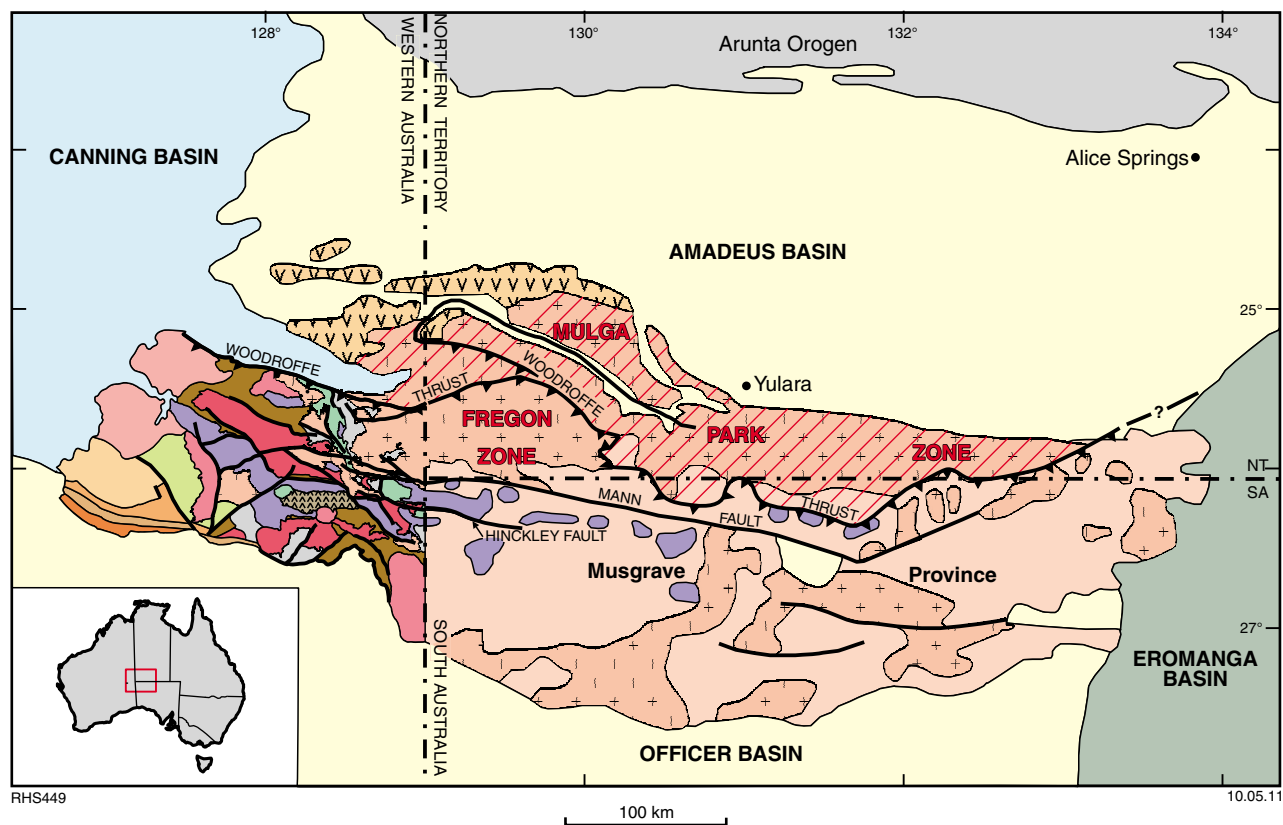 128°
130°
132°
134°
Arunta Orogen
WESTERN AUSTRALIA
NORTHERN TERRITORY
CANNING BASIN
Alice Springs
AMADEUS BASIN
25°
MULGA
WOODROFFE
WOODROFFE
THRUST
Yulara
?
FREGON
ZONE
PARK
ZONE
NT
SA
MANN
FAULT
THRUST
HINCKLEY FAULT
Musgrave
Province
27°
SOUTH AUSTRALIA
EROMANGA
BASIN
OFFICER BASIN
RHS449
10.05.11
100 km